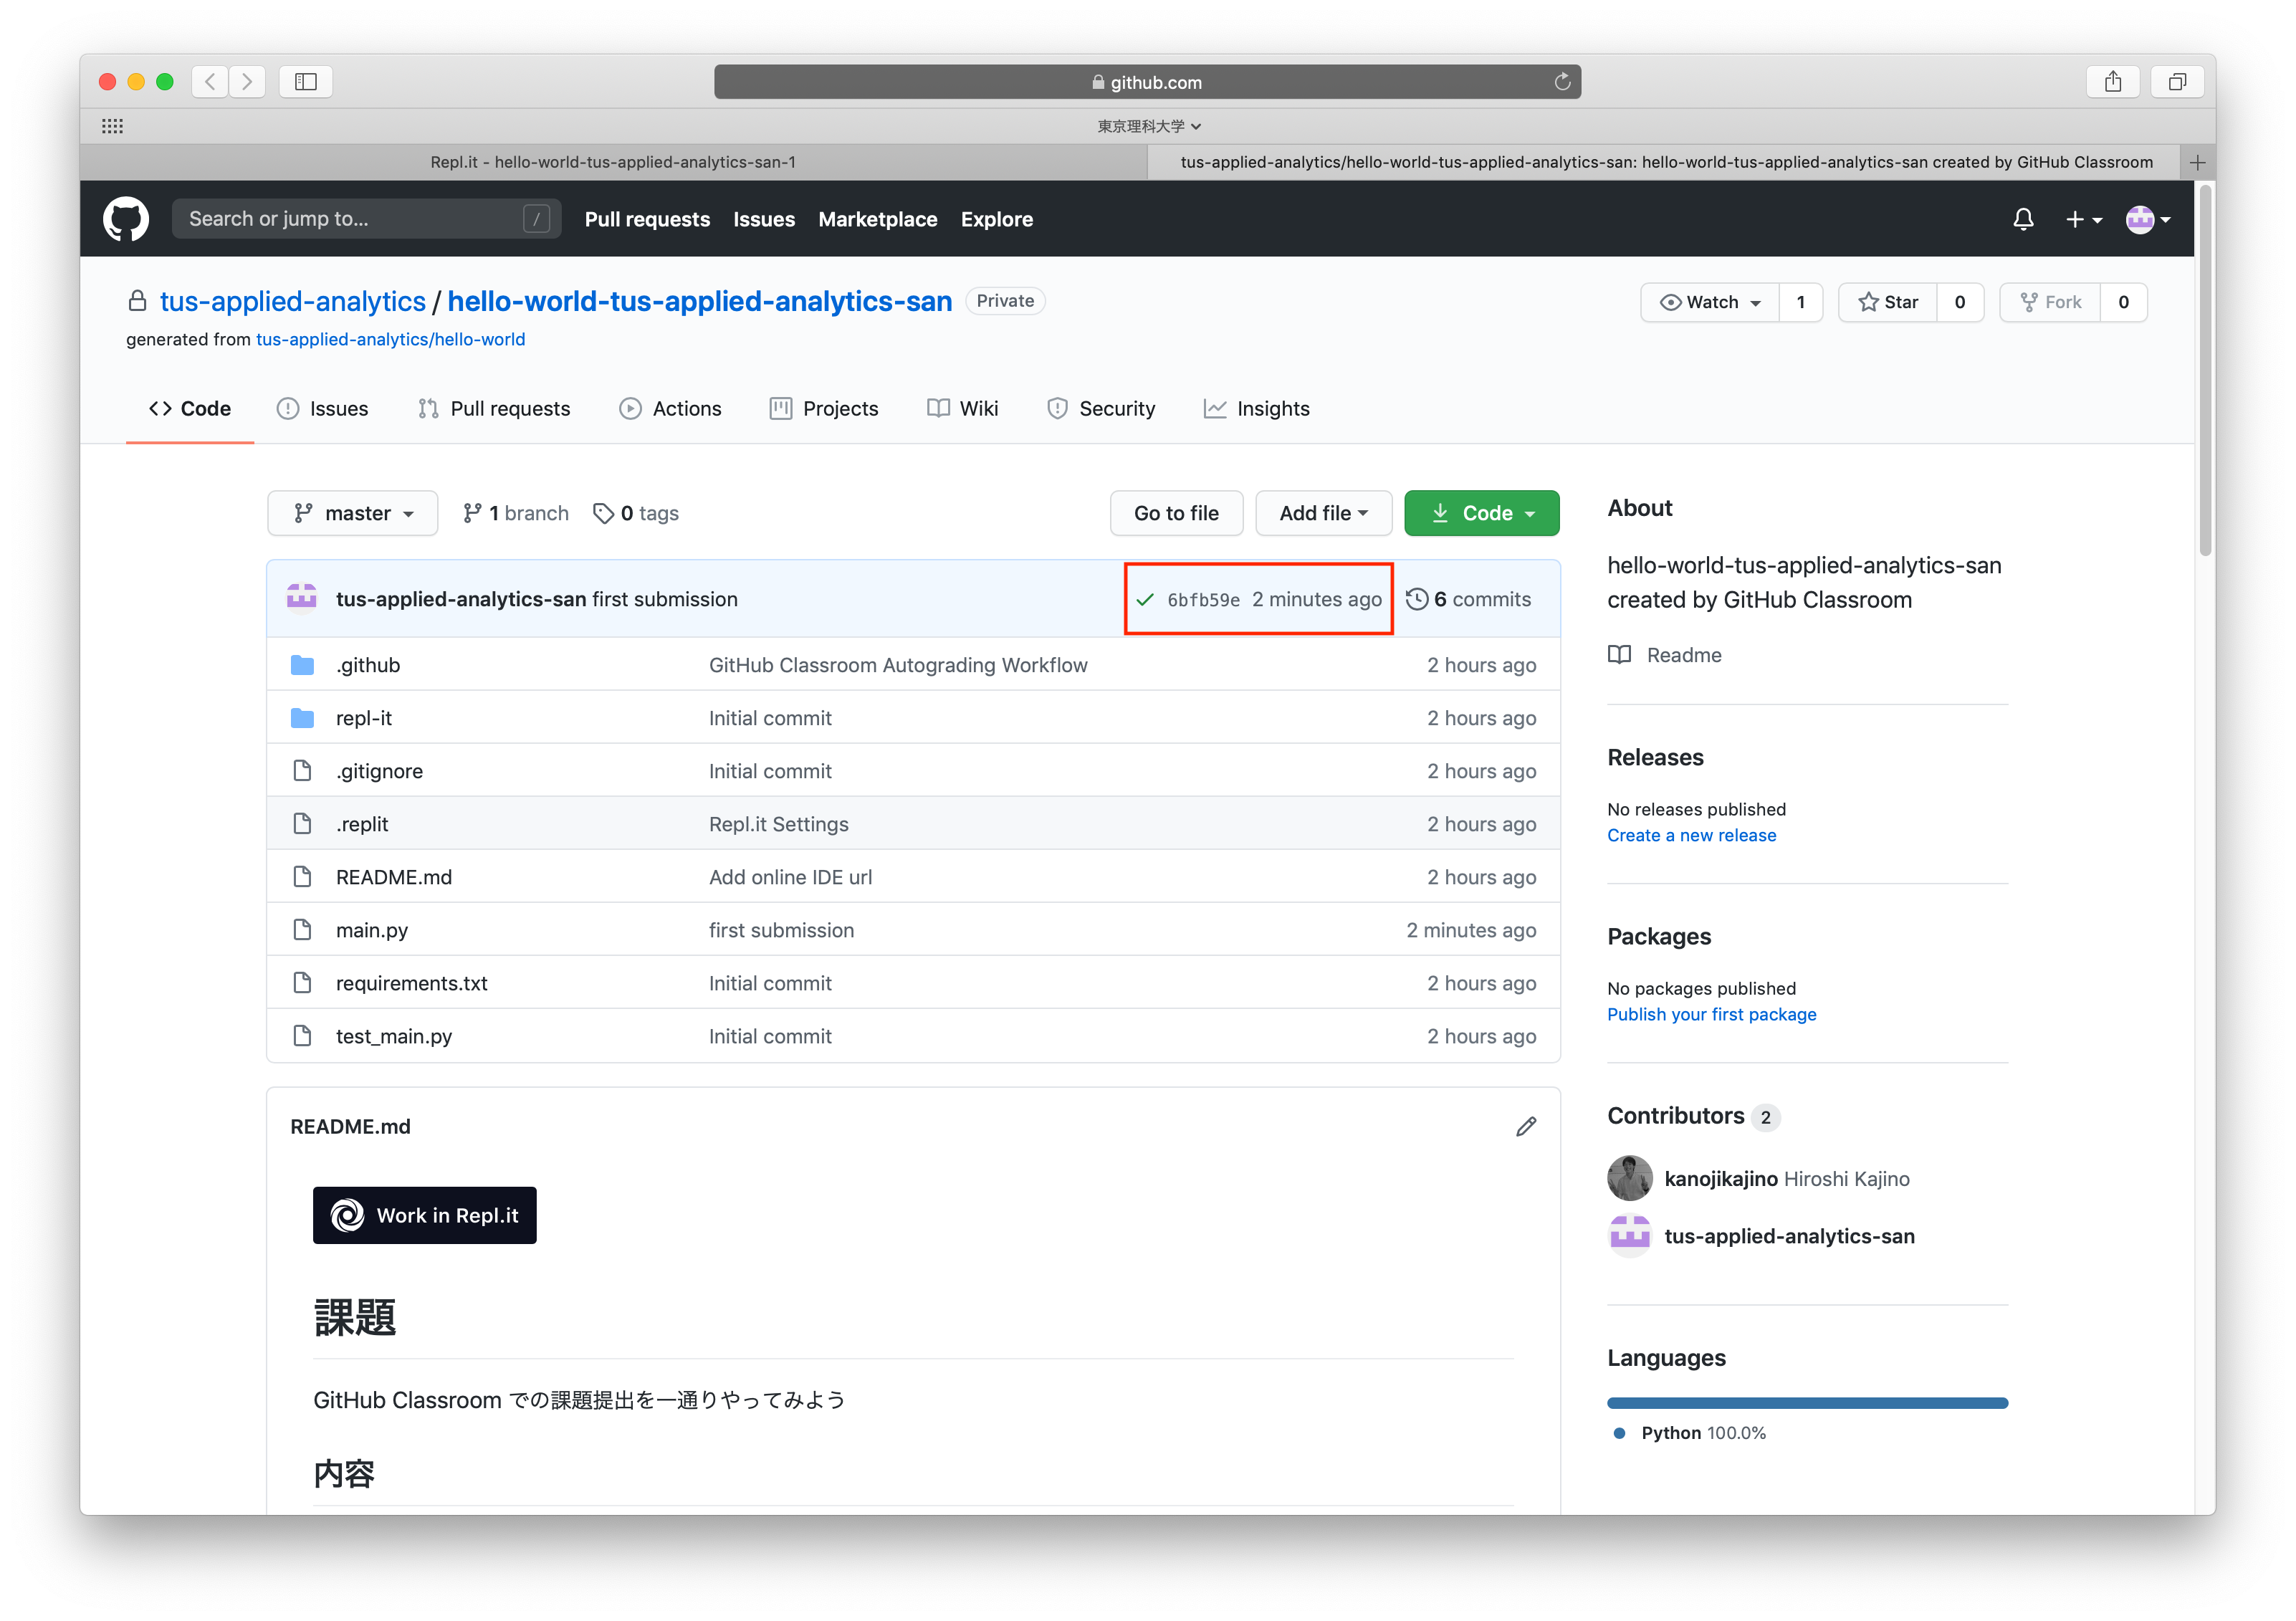 github.com
東京理科大学
Repl.it - hello-world-tus-applied-analytics-san-1
tus-applied-analytics/hello-world-tus-applied-analytics-san: hello-world-tus-applied-analytics-san created by GitHub Classroom
Search or jump to... /
Pull requests Issues Marketplace Explore
tus-applied-analytics / hello-world-tus-applied-analytics-san Private
Watch 1 Star 0 Fork 0
generated from tus-applied-analytics/hello-world
Code Issues Pull requests Actions Projects Wiki Security Insights
master 1 branch 0 tags Go to file Add file Code
tus-applied-analytics-san first submission 6bfb59e 2 minutes ago 6 commits
.github GitHub Classroom Autograding Workflow 2 hours ago
repl-it Initial commit 2 hours ago
.gitignore Initial commit 2 hours ago
.replit Repl.it Settings 2 hours ago
README.md Add online IDE url 2 hours ago
main.py first submission 2 minutes ago
requirements.txt Initial commit 2 hours ago
test_main.py Initial commit 2 hours ago
README.md
Work in Repl.it
課題
GitHub Classroom での課題提出を一通りやってみよう
内容
About
hello-world-tus-applied-analytics-san
created by GitHub Classroom
Readme
Releases
No releases published
Create a new release
Packages
No packages published
Publish your first package
Contributors 2
kanojikajino Hiroshi Kajino
tus-applied-analytics-san
Languages
Python 100.0%